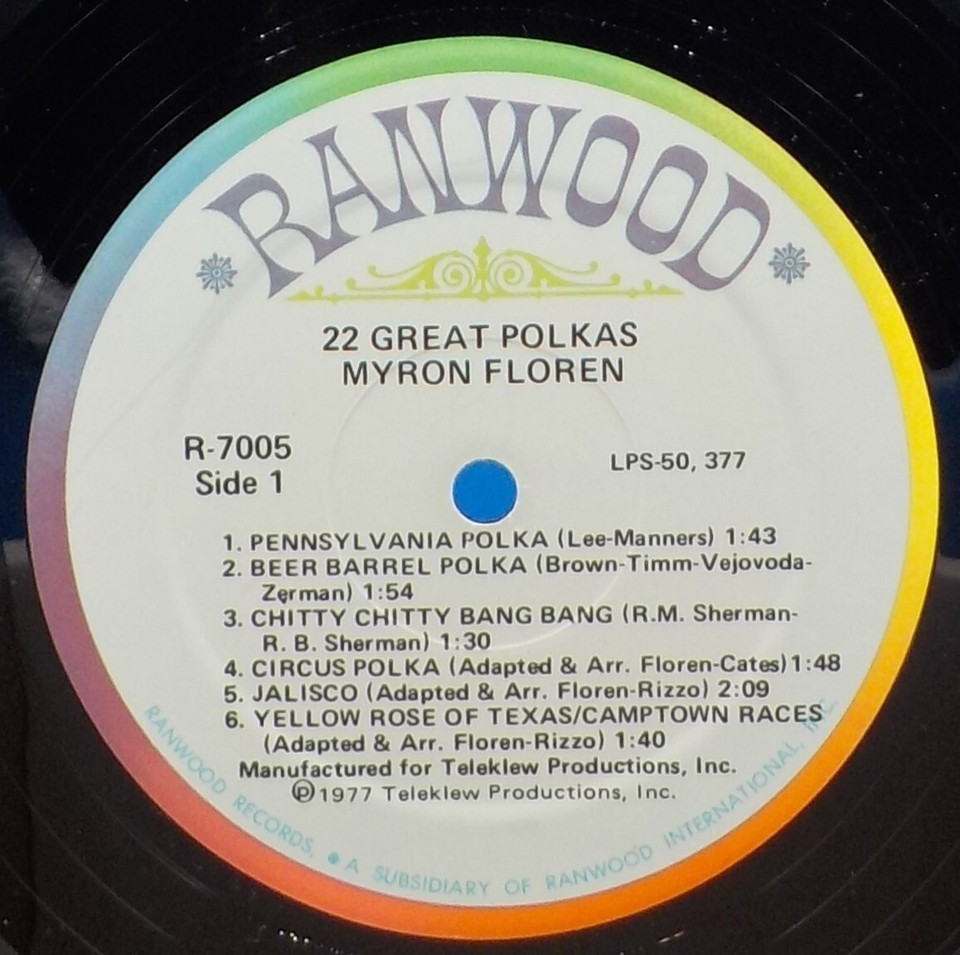 RANWOOD
22 GREAT POLKAS
MYRON FLOREN
R-7005
Side 1
LPS-50, 377
1. PENNSYLVANIA POLKA (Lee-Manners) 1:43
2. BEER BARREL POLKA (Brown-Timm-Vejovoda-
Zęrman) 1:54
3. CHITTY CHITTY BANG BANG (R.M. Sherman-
R. B. Sherman) 1:30
4. CIRCUS POLKA (Adapted & Arr. Floren-Cates) 1:48
5. JALISCO (Adapted & Arr. Floren-Rizzo) 2:09
6. YELLOW ROSE OF TEXAS/CAMPTOWN RACES
(Adapted & Arr. Floren-Rizzo) 1:40
Manufactured for Teleklew Productions, Inc.
℗1977 Teleklew Productions, Inc.
RANWOOD RECORDS, • A SUBSIDIARY OF RANWOOD INTERNATIONAL, INC.